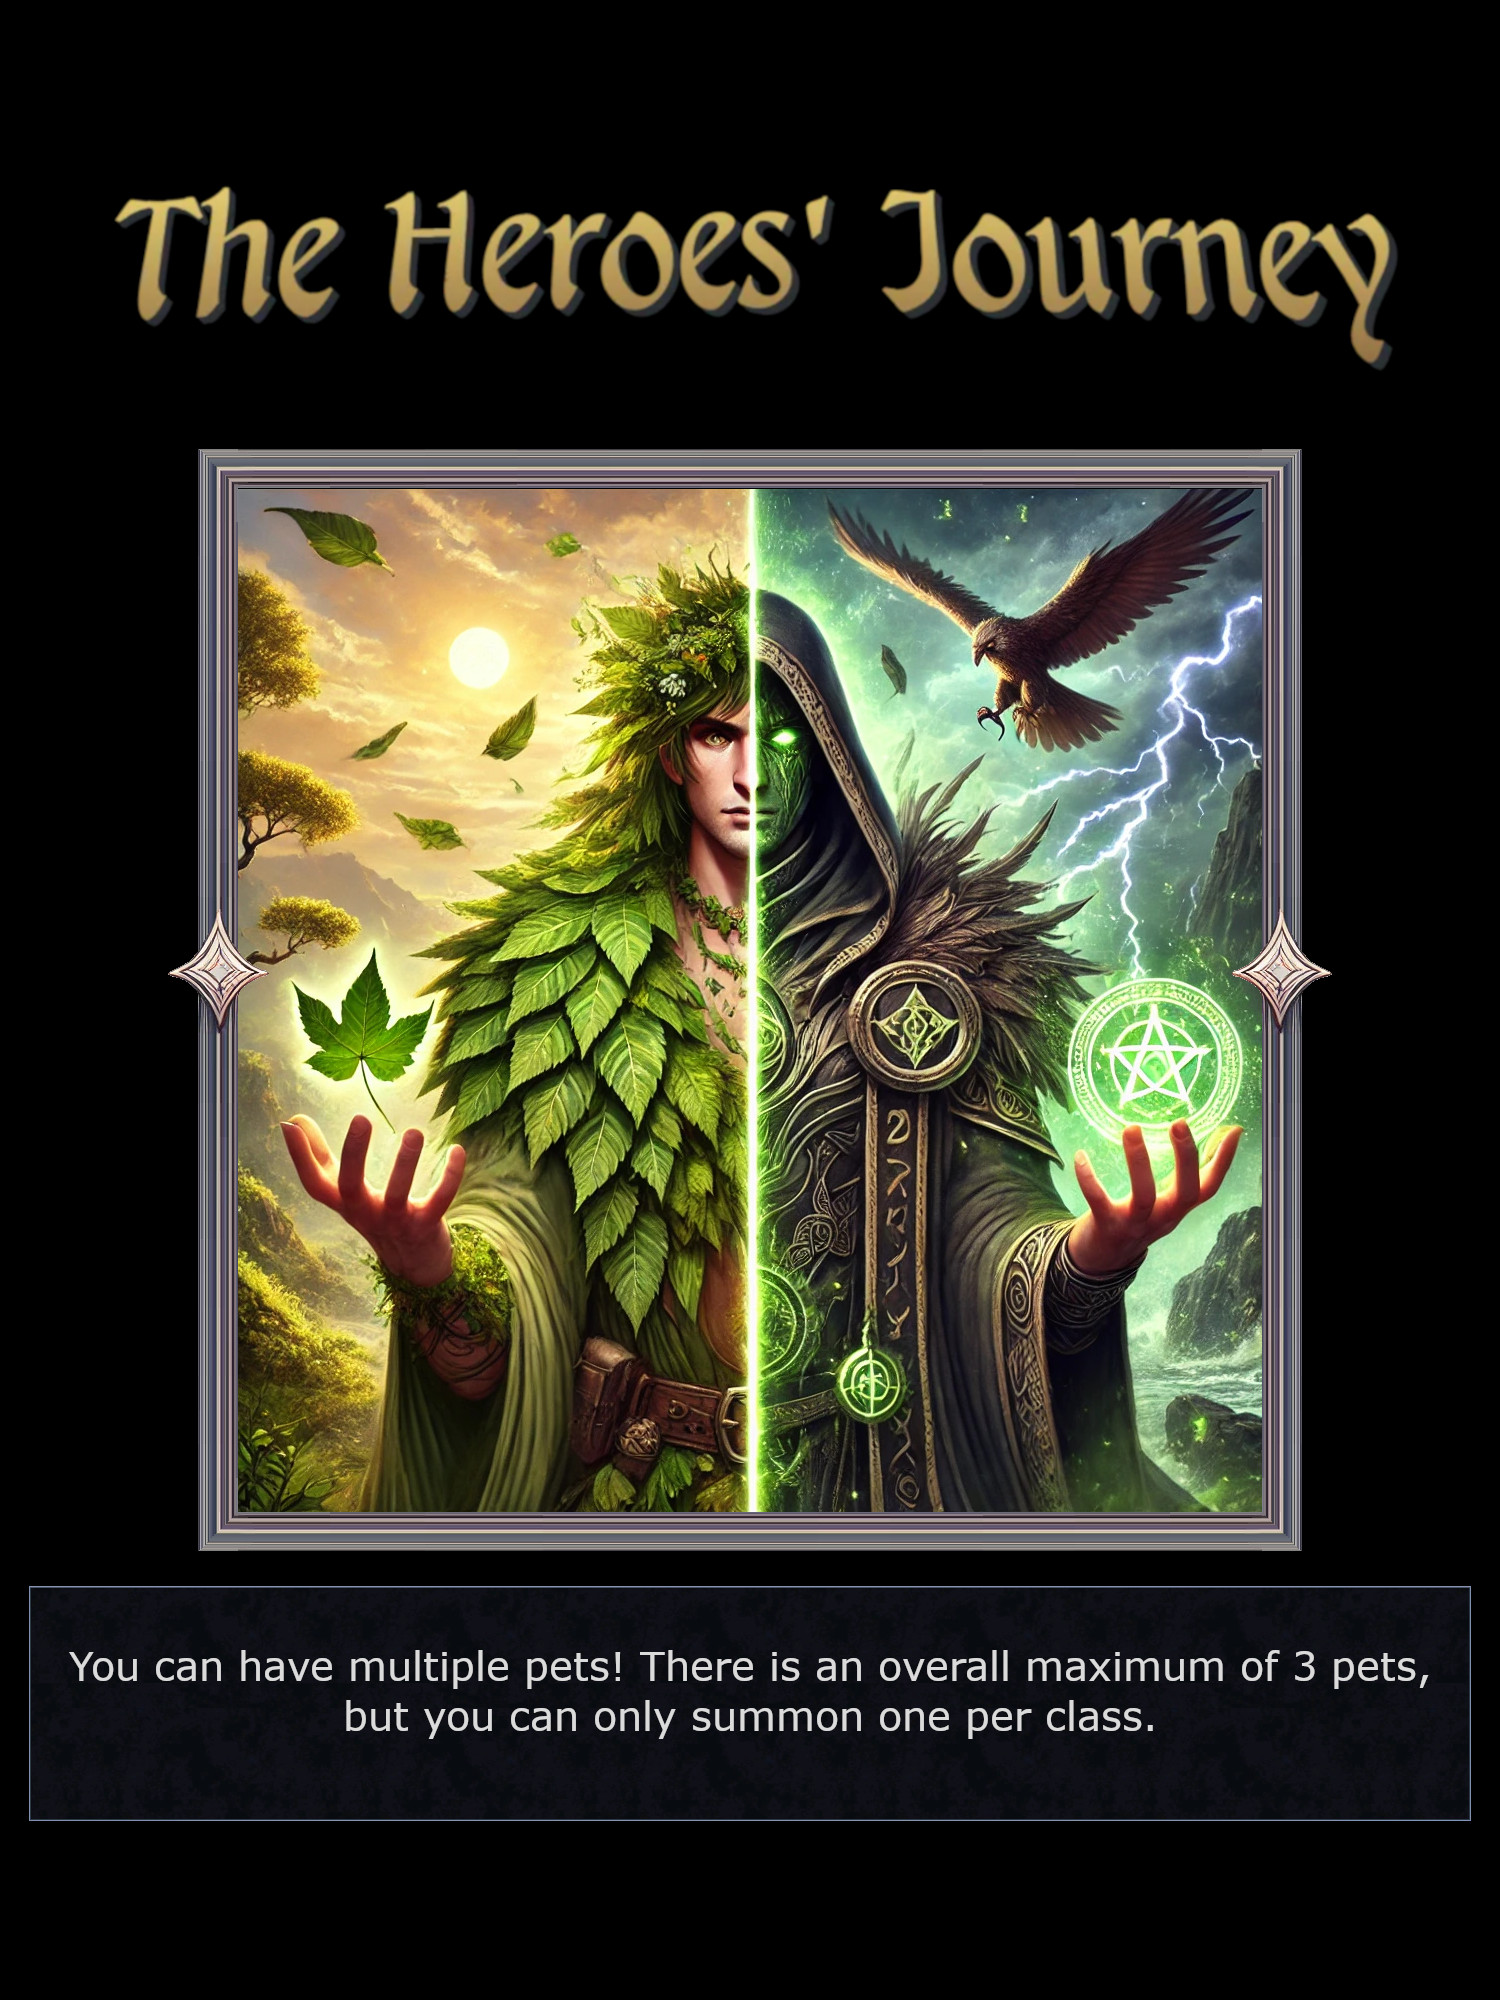 The Heroes' Journey
You can have multiple pets! There is an overall maximum of 3 pets,
but you can only summon one per class.